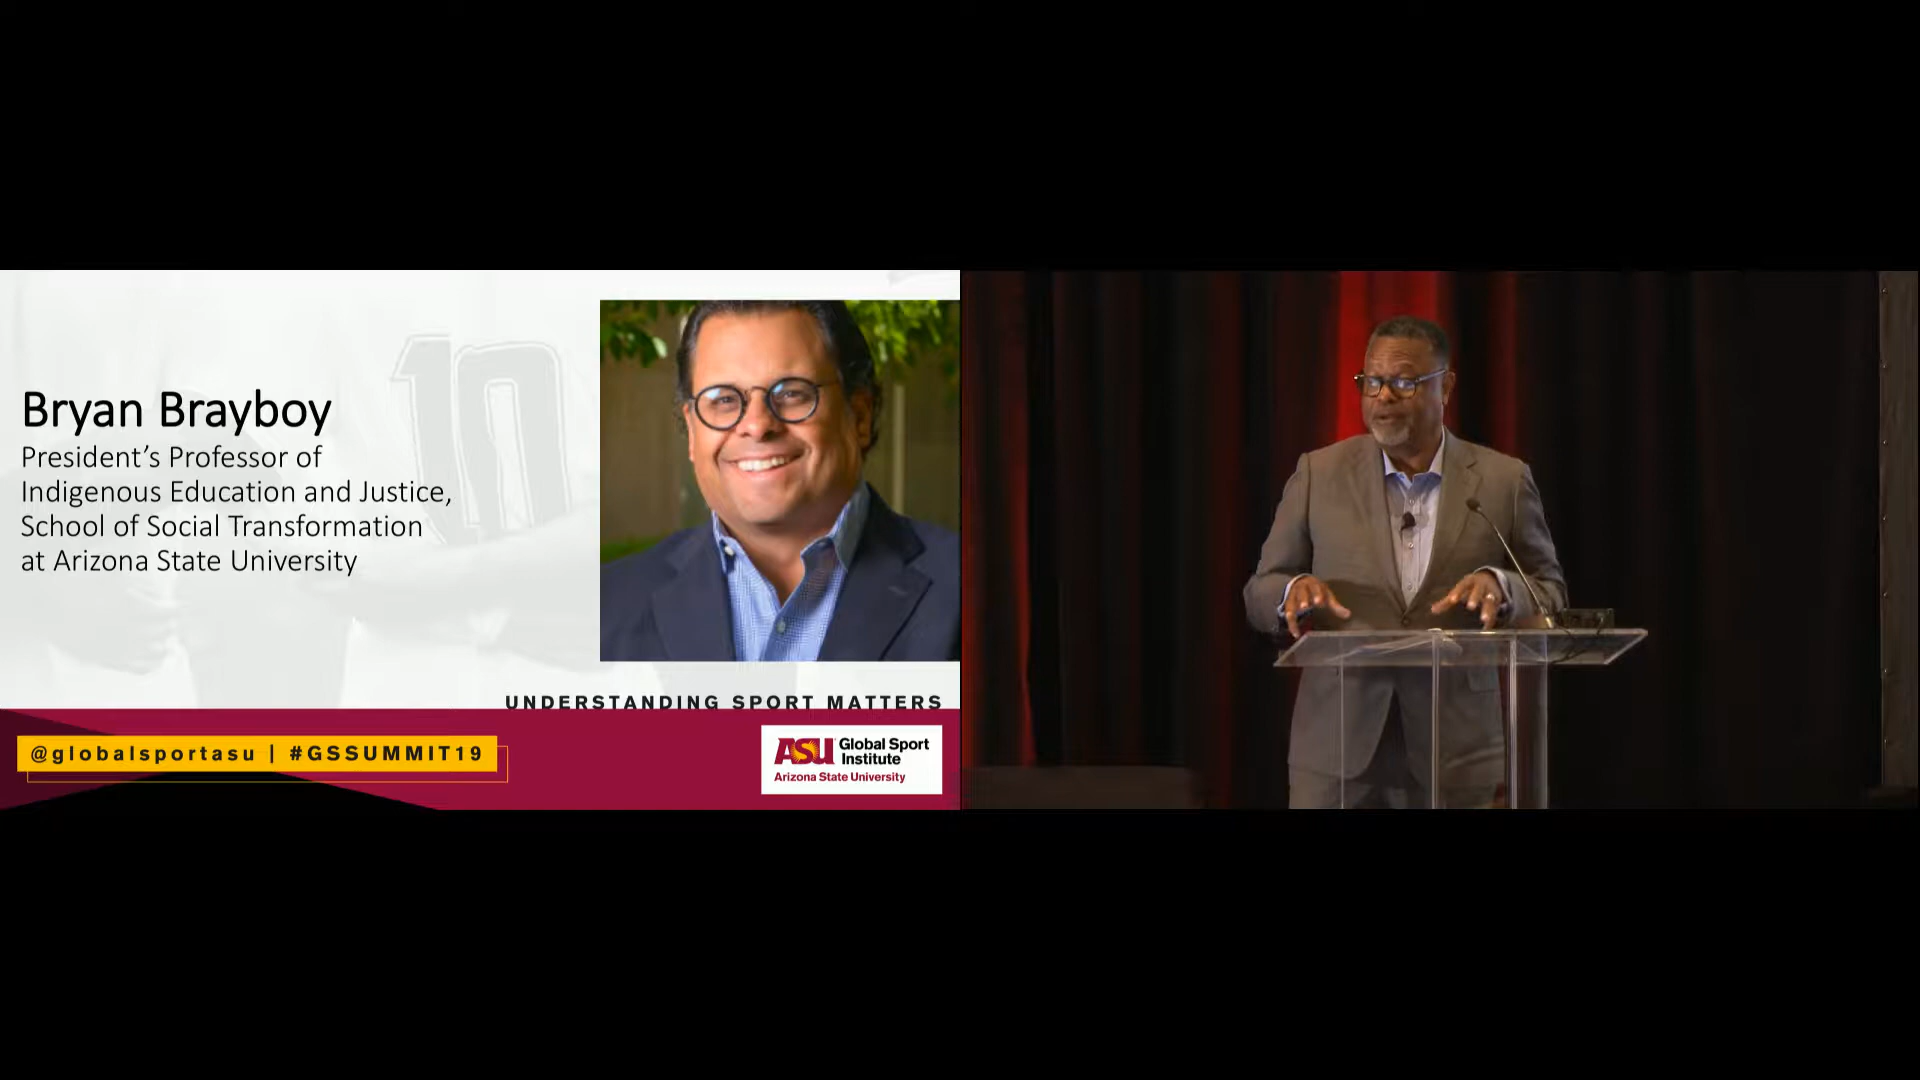 Bryan Brayboy
President’s Professor of
Indigenous Education and Justice,
School of Social Transformation
at Arizona State University
UNDERSTANDING SPORT MATTERS
@globalsportasu | #GSSUMMIT19
ASU Global Sport
Institute
Arizona State University